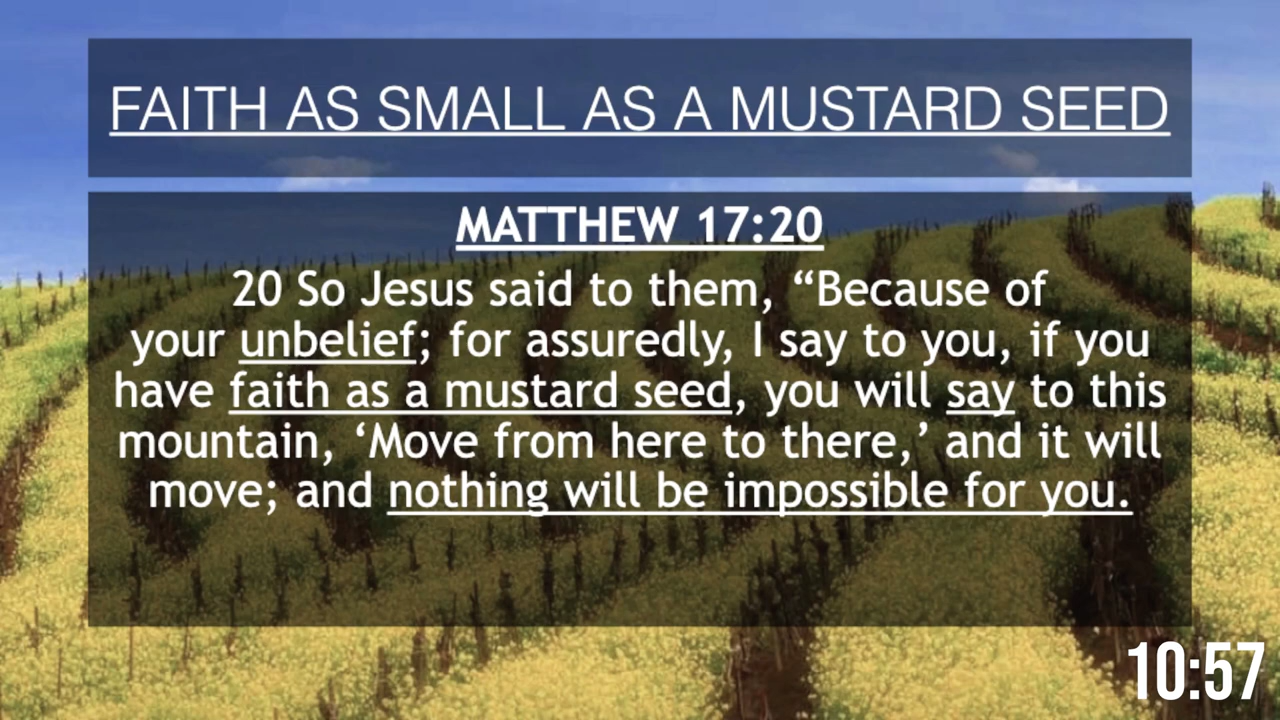 FAITH AS SMALL AS A MUSTARD SEED
MATTHEW 17:20
20 So Jesus said to them, “Because of
your unbelief; for assuredly, I say to you, if you
have faith as a mustard seed, you will say to this
mountain, ‘Move from here to there,’ and it will
move; and nothing will be impossible for you.
10:57